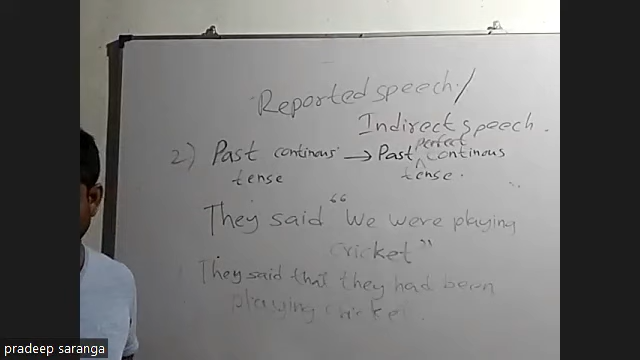 Reported speech /
Indirect speech.
perfect
2) Past continous → Past ^ continous
tense tense.
They said "We were playing
cricket"
They said that they had been
playing cricket.
pradeep saranga